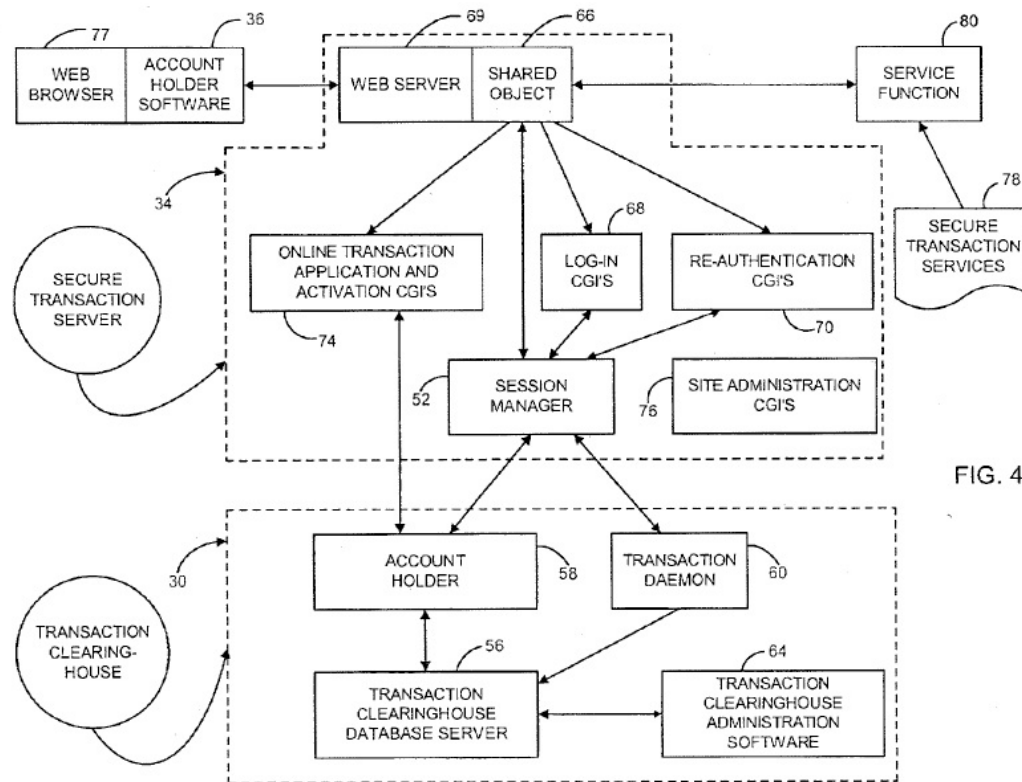 77
36
69
66
80
WEB
BROWSER
ACCOUNT
HOLDER
SOFTWARE
WEB SERVER
SHARED
OBJECT
SERVICE
FUNCTION
34
68
78
SECURE
TRANSACTION
SERVER
ONLINE TRANSACTION
APPLICATION AND
ACTIVATION CGI'S
LOG-IN
CGI'S
RE-AUTHENTICATION
CGI'S
SECURE
TRANSACTION
SERVICES
74
70
52
SESSION
MANAGER
76
SITE ADMINISTRATION
CGI'S
FIG. 4
30
ACCOUNT
HOLDER
58
TRANSACTION
DAEMON
60
TRANSACTION
CLEARING-
HOUSE
56
64
TRANSACTION
CLEARINGHOUSE
DATABASE SERVER
TRANSACTION
CLEARINGHOUSE
ADMINISTRATION
SOFTWARE